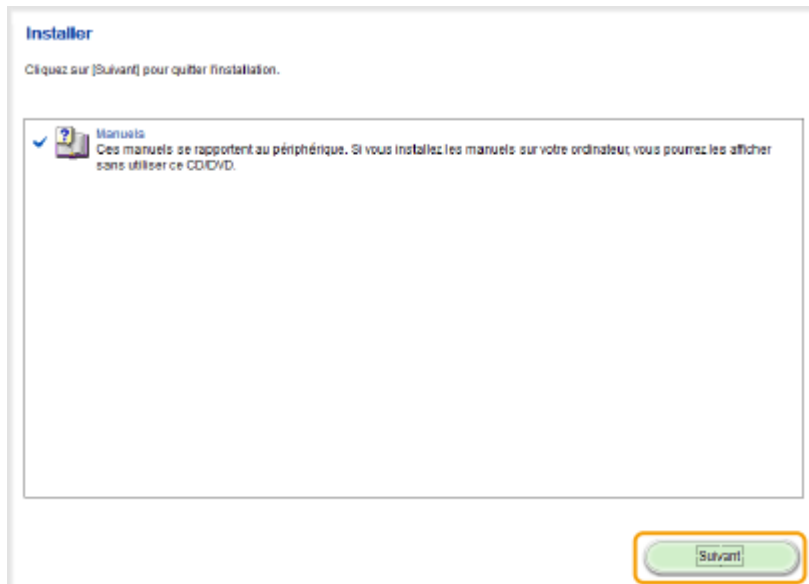 Installer
Cliquez sur [Suivant] pour quitter l'installation.
Manuels
Ces manuels se rapportent au périphérique. Si vous installez les manuels sur votre ordinateur, vous pourrez les afficher
sans utiliser ce CD/DVD.
Suivant